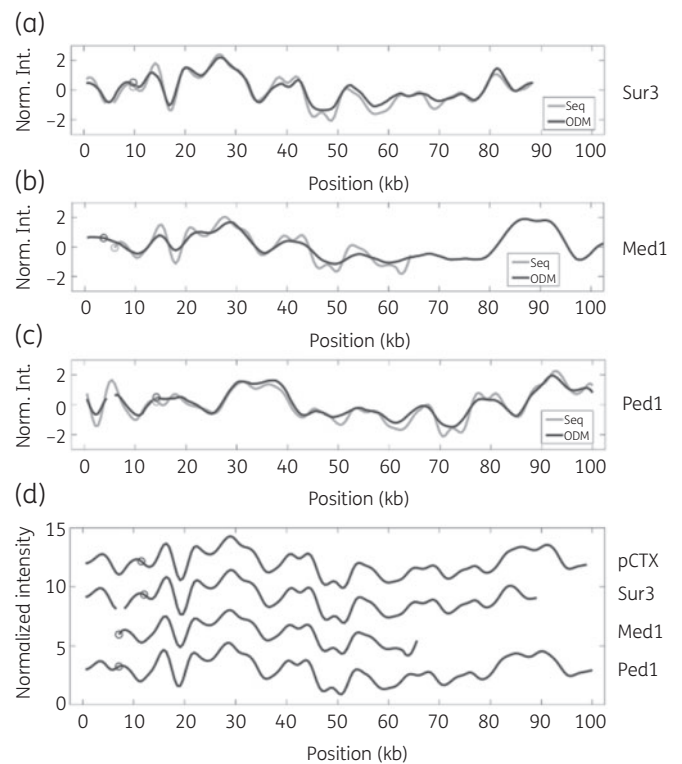 (a)
Norm. Int.
2
0
−2
Seq
ODM
Sur3
0 10 20 30 40 50 60 70 80 90 100
Position (kb)
(b)
Norm. Int.
2
0
−2
Seq
ODM
Med1
0 10 20 30 40 50 60 70 80 90 100
Position (kb)
(c)
Norm. Int.
2
0
−2
Seq
ODM
Ped1
0 10 20 30 40 50 60 70 80 90 100
Position (kb)
(d)
Normalized intensity
15
10
5
0
pCTX
Sur3
Med1
Ped1
0 10 20 30 40 50 60 70 80 90 100
Position (kb)